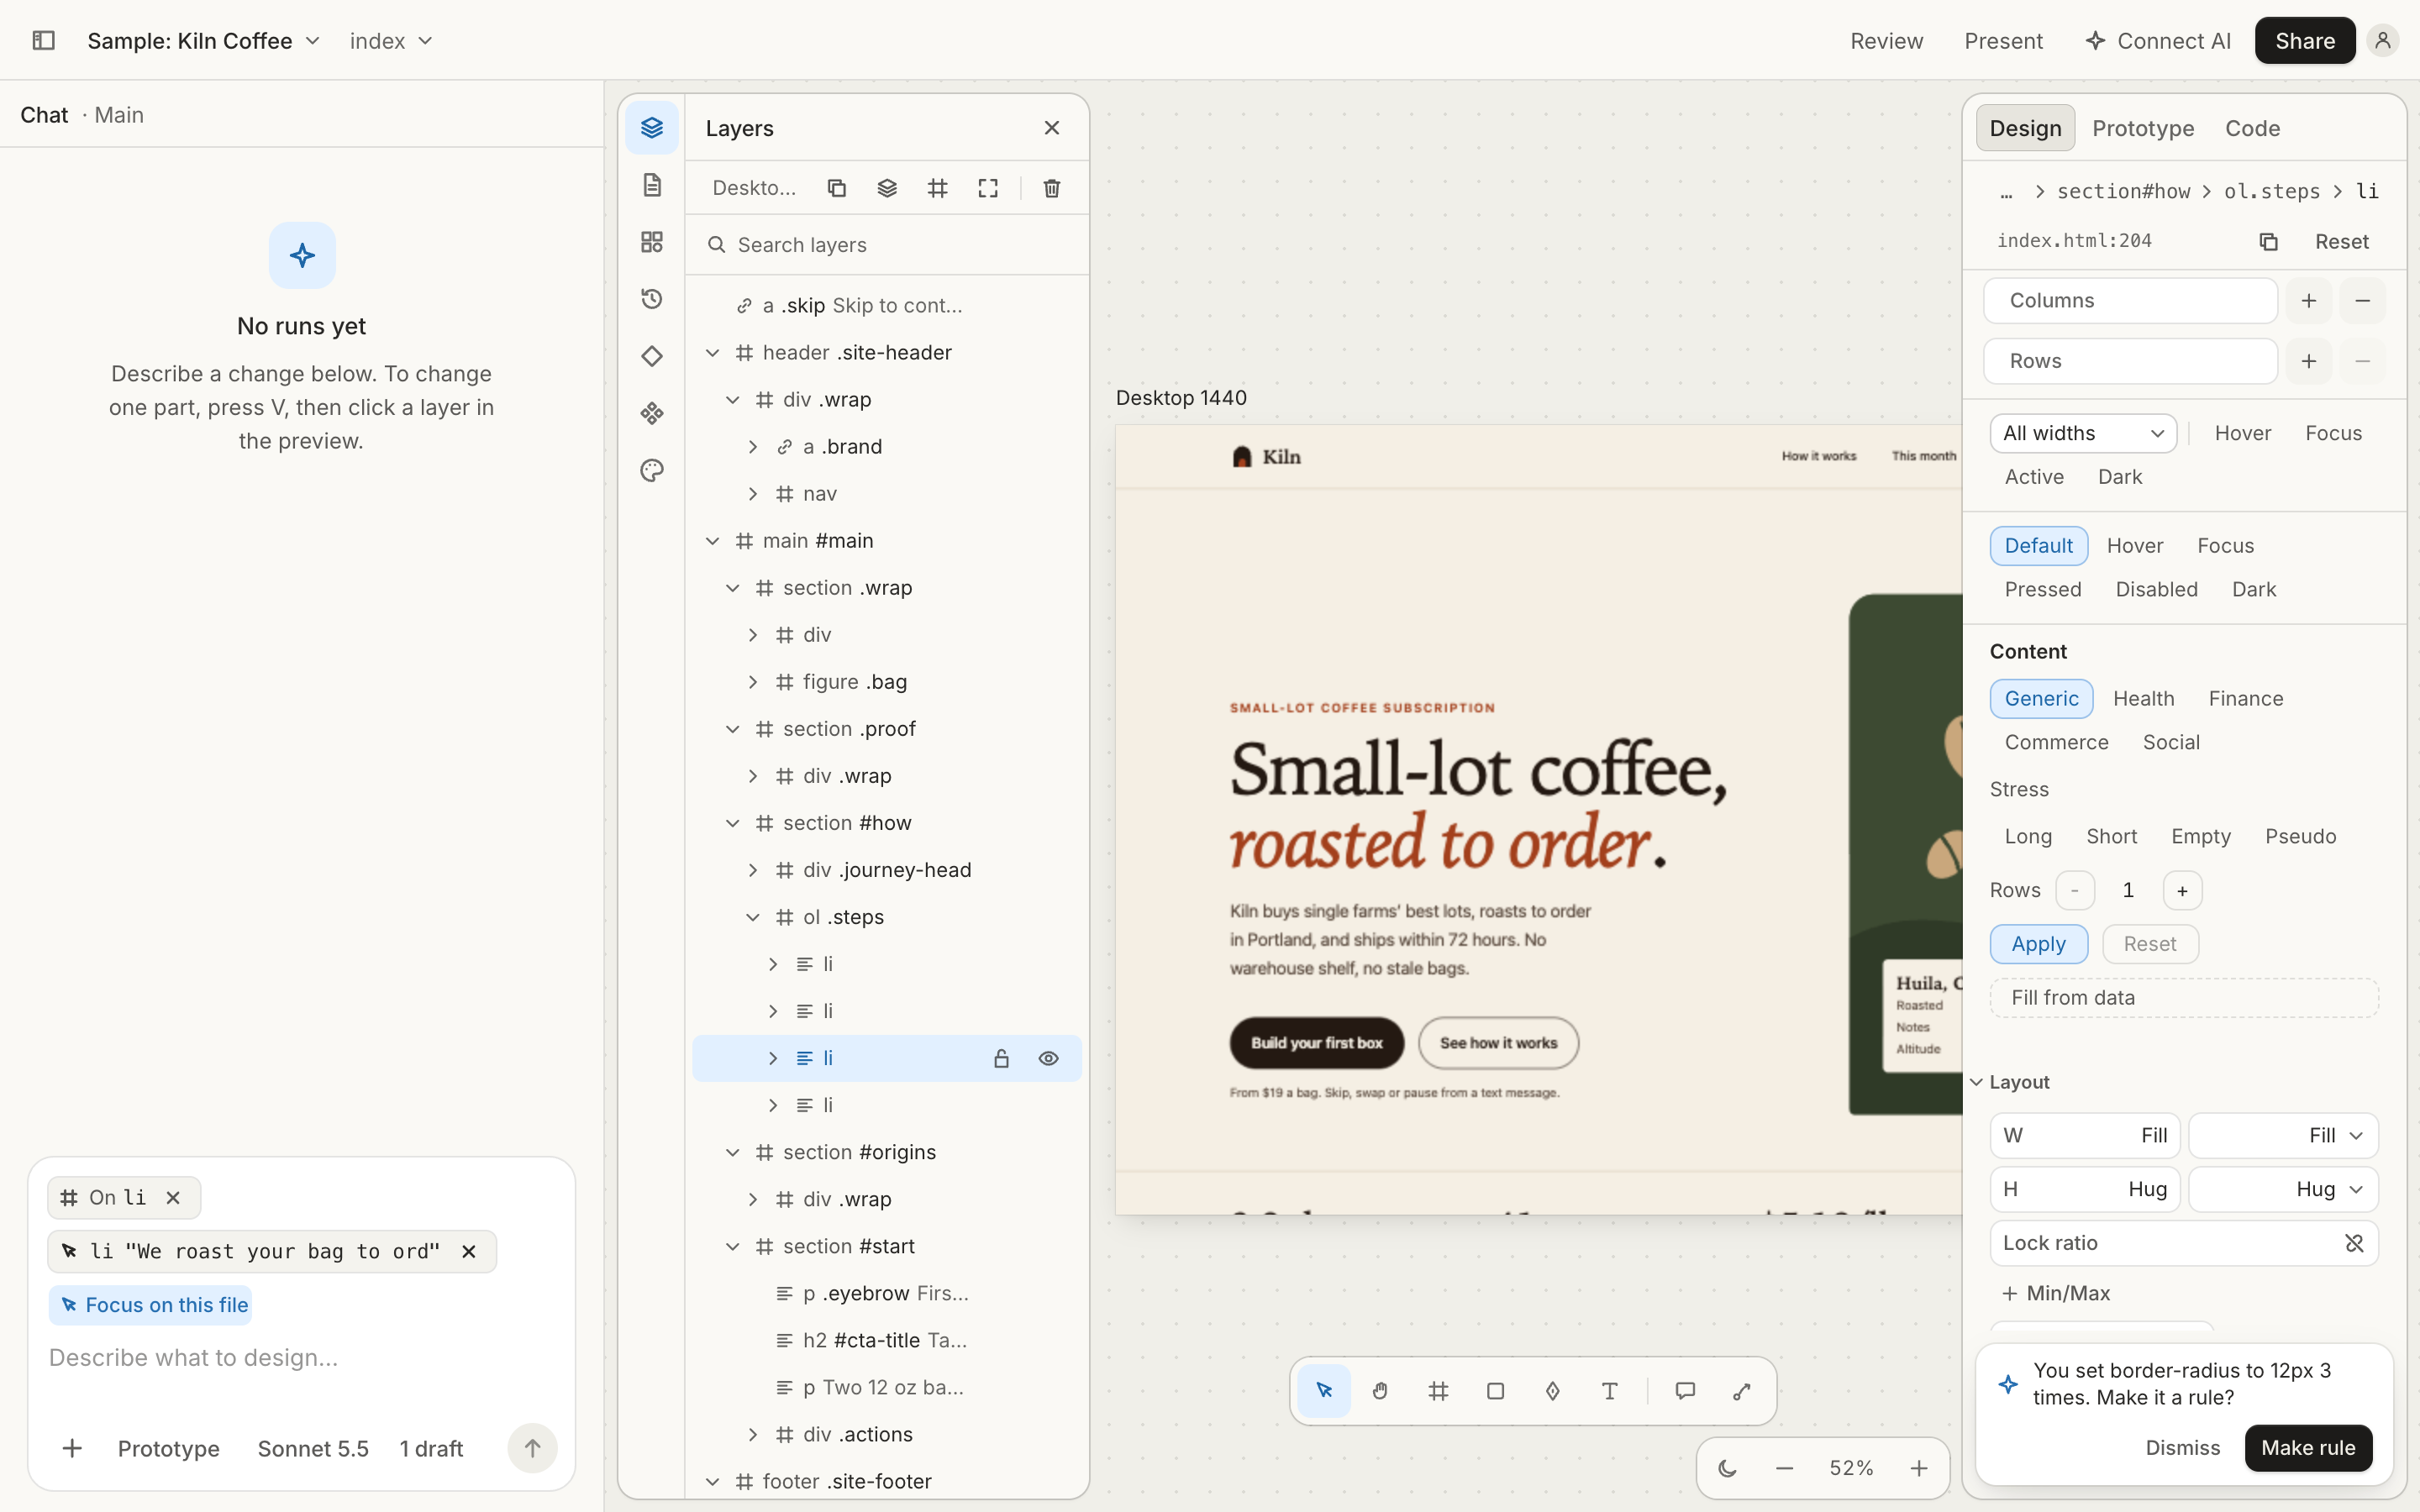 Sample: Kiln Coffee
index
Review
Present
Connect AI
Share
Chat · Main
No runs yet
Describe a change below. To change
one part, press V, then click a layer in
the preview.
On li
li "We roast your bag to ord"
Focus on this file
Describe what to design...
Prototype
Sonnet 5.5
1 draft
Layers
Deskto...
Search layers
a .skip Skip to cont...
header .site-header
div .wrap
a .brand
nav
main #main
section .wrap
div
figure .bag
section .proof
div .wrap
section #how
div .journey-head
ol .steps
li
li
li
li
section #origins
div .wrap
section #start
p .eyebrow Firs...
h2 #cta-title Ta...
p Two 12 oz ba...
div .actions
footer .site-footer
Desktop 1440
Kiln
How it works
This month
SMALL-LOT COFFEE SUBSCRIPTION
Small-lot coffee,
roasted to order.
Kiln buys single farms' best lots, roasts to order
in Portland, and ships within 72 hours. No
warehouse shelf, no stale bags.
Build your first box
See how it works
From $19 a bag. Skip, swap or pause from a text message.
Huila, C
Roasted
Notes
Altitude
52%
Design
Prototype
Code
... > section#how > ol.steps > li
index.html:204
Reset
Columns
Rows
All widths
Hover
Focus
Active
Dark
Default
Hover
Focus
Pressed
Disabled
Dark
Content
Generic
Health
Finance
Commerce
Social
Stress
Long
Short
Empty
Pseudo
Rows - 1 +
Apply
Reset
Fill from data
Layout
W Fill
Fill
H Hug
Hug
Lock ratio
+ Min/Max
You set border-radius to 12px 3
times. Make it a rule?
Dismiss
Make rule